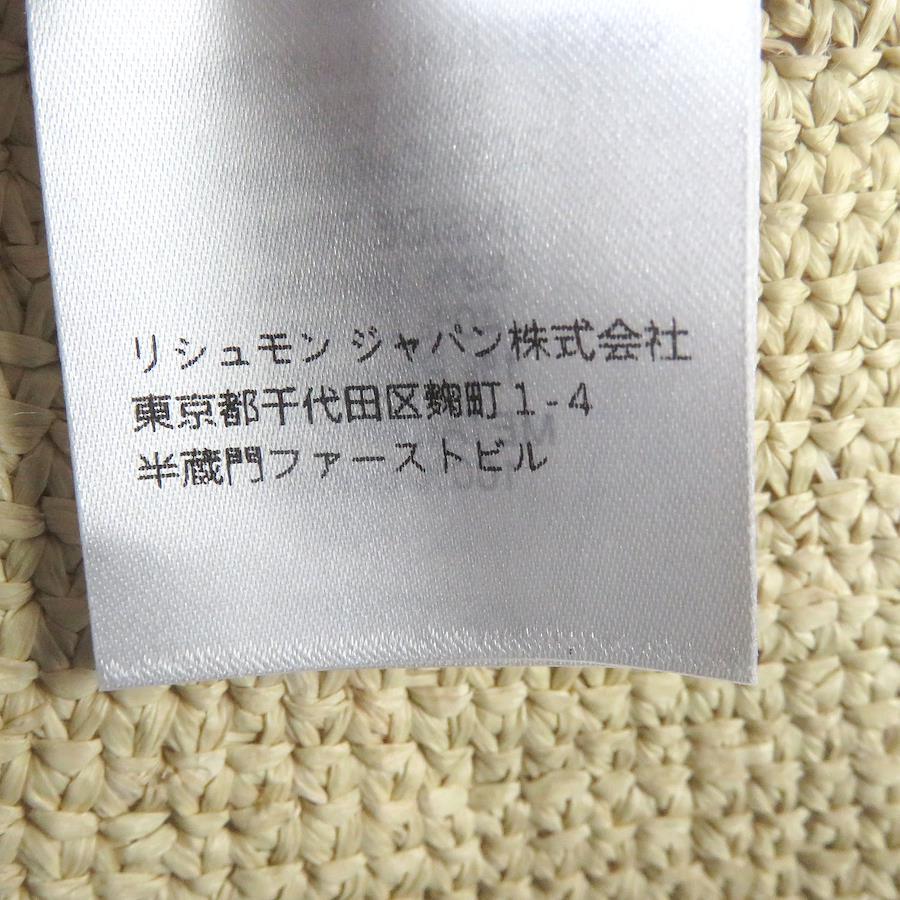 リシュモン ジャパン株式会社
東京都千代田区麴町1-4
半蔵門ファーストビル